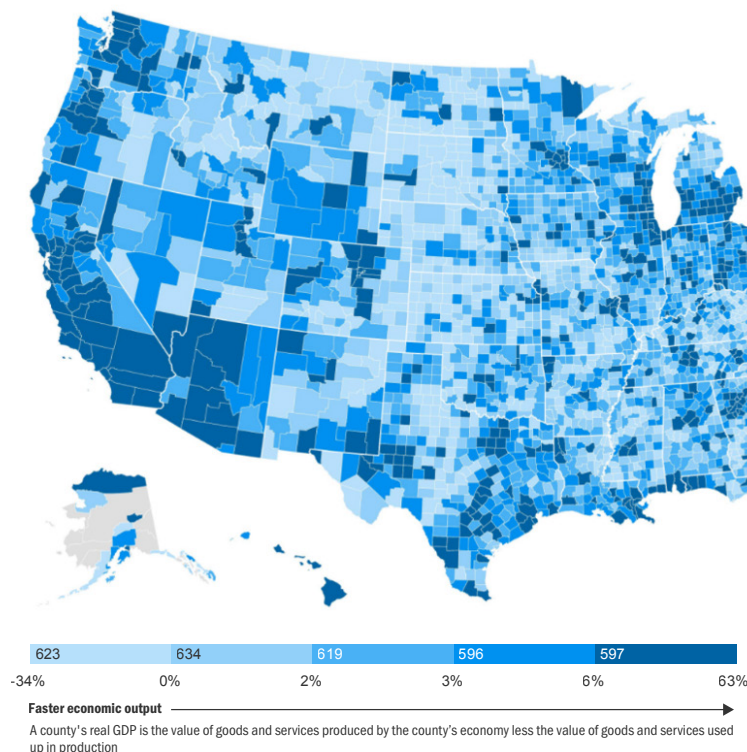 623 634 619 596 597
-34% 0% 2% 3% 6% 63%
Faster economic output
A county's real GDP is the value of goods and services produced by the county's economy less the value of goods and services used
up in production